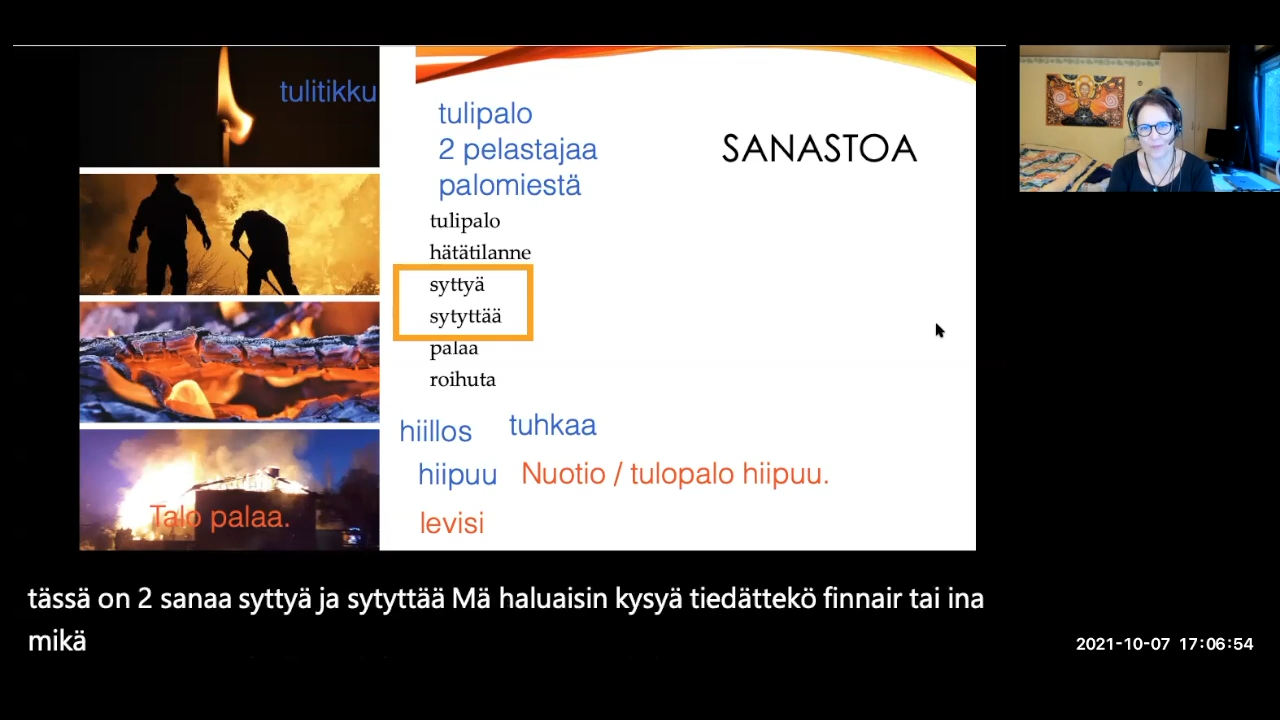 tulitikku
tulipalo
2 pelastajaa
palomiestä
SANASTOA
tulipalo
hätätilanne
syttyä
sytyttää
palaa
roihuta
hiillos
tuhkaa
hiipuu
Nuotio / tulopalo hiipuu.
levisi
Talo palaa.
tässä on 2 sanaa syttyä ja sytyttää Mä haluaisin kysyä tiedättekö finnair tai ina
mikä
2021-10-07 17:06:54